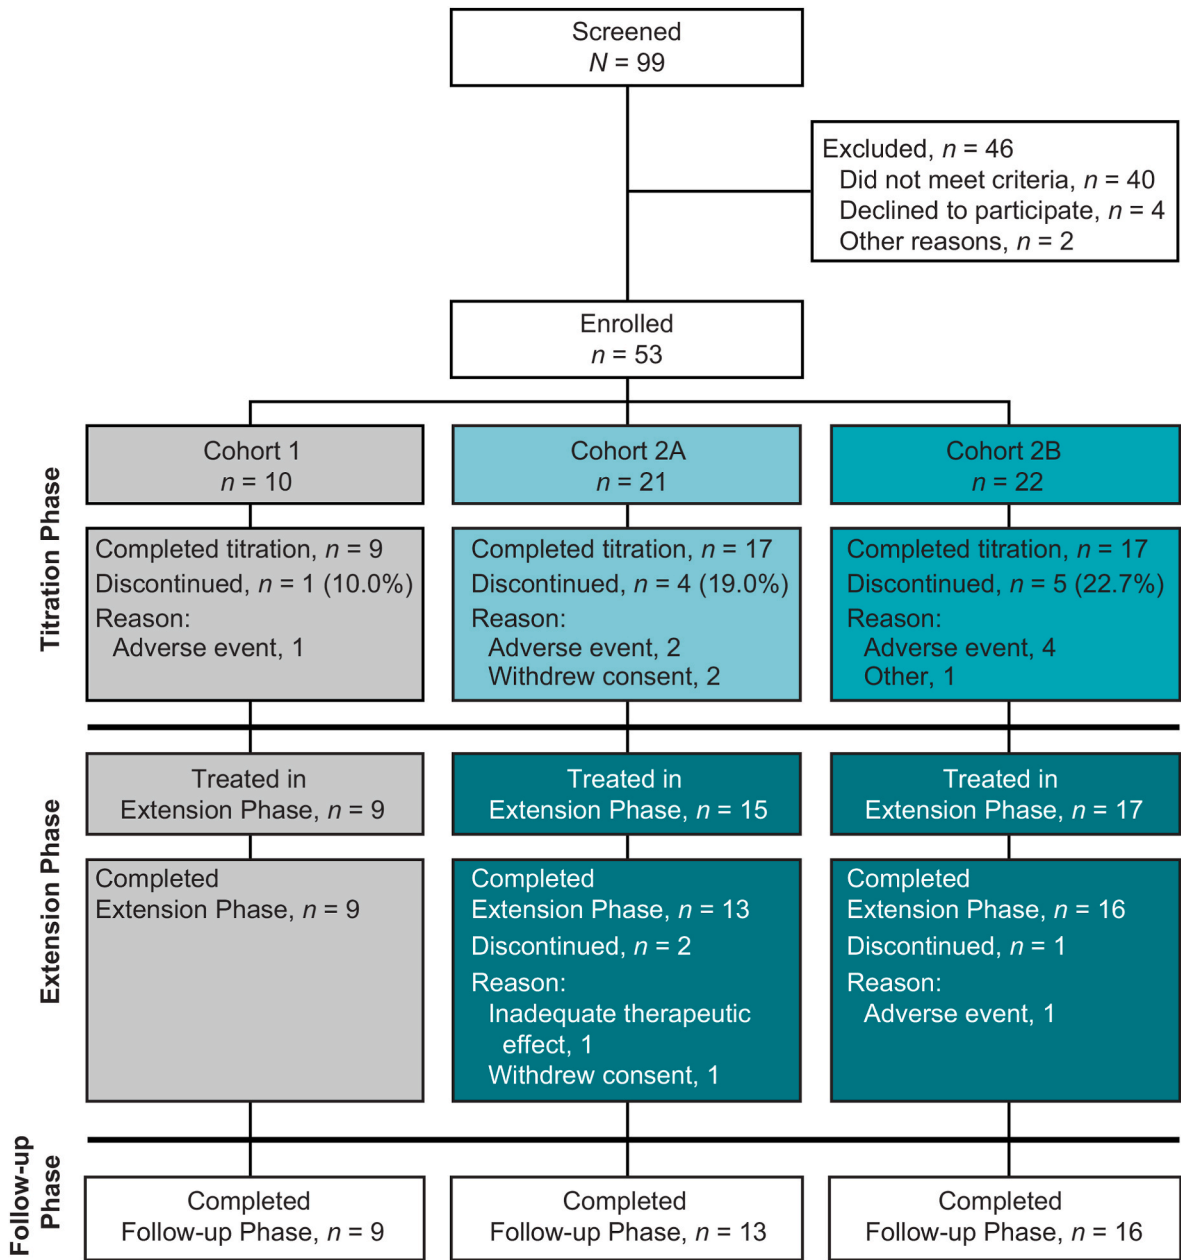 Screened
N = 99
Excluded, n = 46
Did not meet criteria, n = 40
Declined to participate, n = 4
Other reasons, n = 2
Enrolled
n = 53
Titration Phase
Cohort 1
n = 10
Cohort 2A
n = 21
Cohort 2B
n = 22
Completed titration, n = 9
Discontinued, n = 1 (10.0%)
Reason:
Adverse event, 1
Completed titration, n = 17
Discontinued, n = 4 (19.0%)
Reason:
Adverse event, 2
Withdrew consent, 2
Completed titration, n = 17
Discontinued, n = 5 (22.7%)
Reason:
Adverse event, 4
Other, 1
Extension Phase
Treated in
Extension Phase, n = 9
Treated in
Extension Phase, n = 15
Treated in
Extension Phase, n = 17
Completed
Extension Phase, n = 9
Completed
Extension Phase, n = 13
Discontinued, n = 2
Reason:
Inadequate therapeutic
effect, 1
Withdrew consent, 1
Completed
Extension Phase, n = 16
Discontinued, n = 1
Reason:
Adverse event, 1
Follow-up
Phase
Completed
Follow-up Phase, n = 9
Completed
Follow-up Phase, n = 13
Completed
Follow-up Phase, n = 16